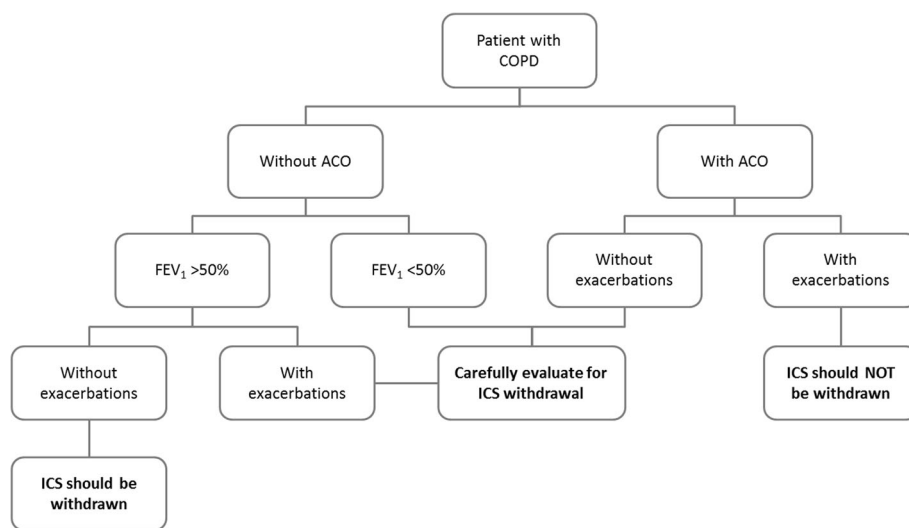 Patient with
COPD
Without ACO
With ACO
FEV₁ >50%
FEV₁ <50%
Without
exacerbations
With
exacerbations
Without
exacerbations
With
exacerbations
Carefully evaluate for
ICS withdrawal
ICS should NOT
be withdrawn
ICS should be
withdrawn